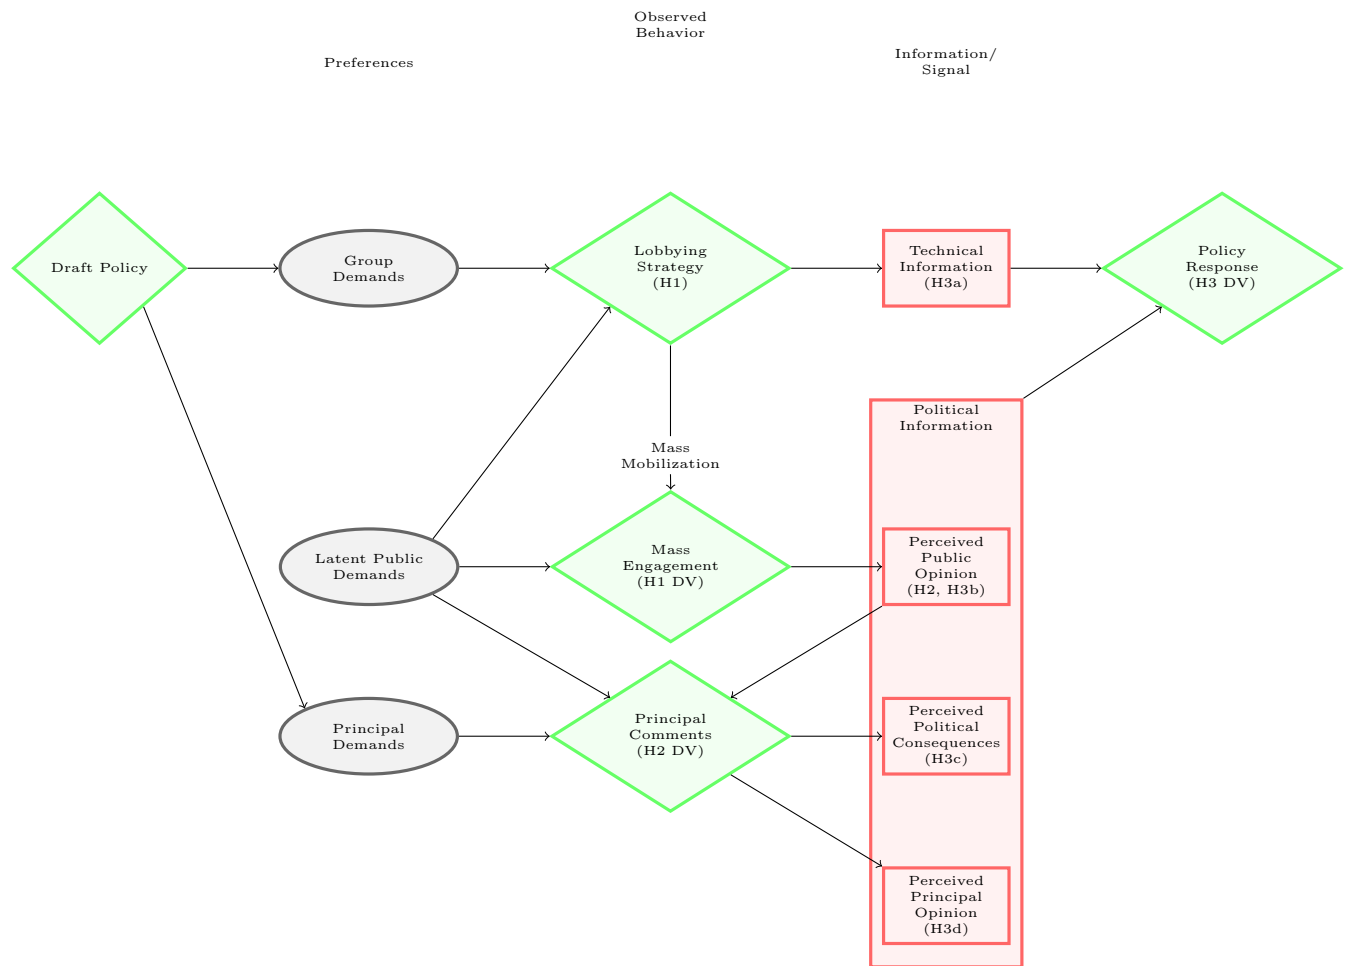 Observed
Behavior
Preferences
Information/
Signal
Draft Policy
Group
Demands
Lobbying
Strategy
(H1)
Technical
Information
(H3a)
Policy
Response
(H3 DV)
Political
Information
Mass
Mobilization
Latent Public
Demands
Mass
Engagement
(H1 DV)
Perceived
Public
Opinion
(H2, H3b)
Principal
Demands
Principal
Comments
(H2 DV)
Perceived
Political
Consequences
(H3c)
Perceived
Principal
Opinion
(H3d)